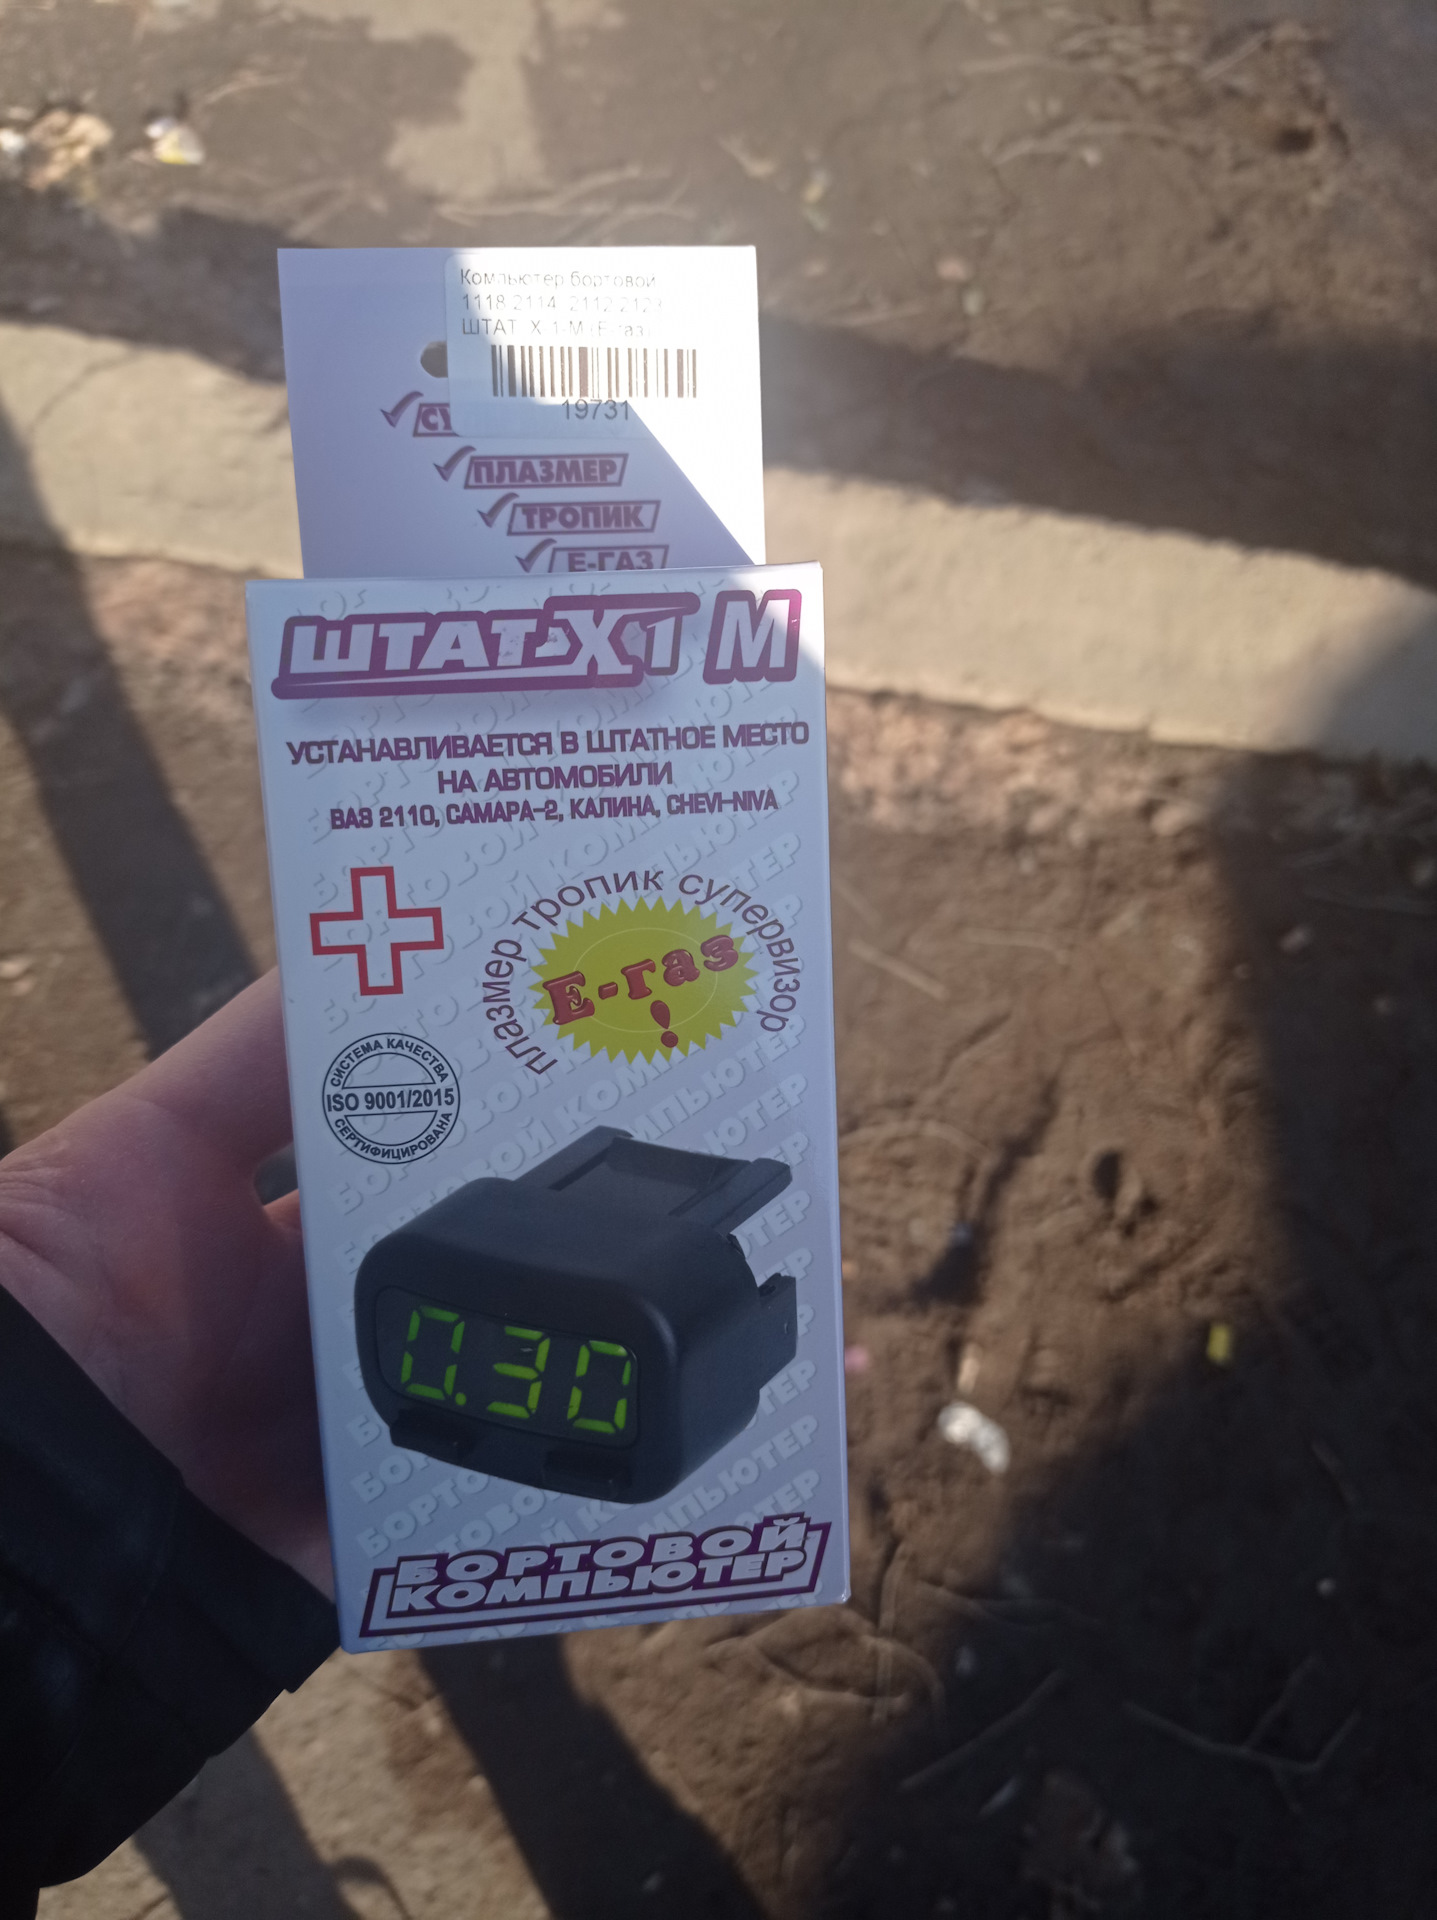 Компьютер бортовой
1118 2114, 2112 2123
ШТАТ Х-1-М (Е-газ)
19731
ПЛАЗМЕР
ТРОПИК
Е-ГАЗ
ШТАТ X1 M
УСТАНАВЛИВАЕТСЯ В ШТАТНОЕ МЕСТО
НА АВТОМОБИЛИ
ВАЗ 2110, САМАРА-2, КАЛИНА, CHEVI-NIVA
плазмер тропик супервизор
Е-газ
!
СИСТЕМА КАЧЕСТВА
ISO 9001/2015
СЕРТИФИЦИРОВАНА
0.30
БОРТОВОЙ
КОМПЬЮТЕР